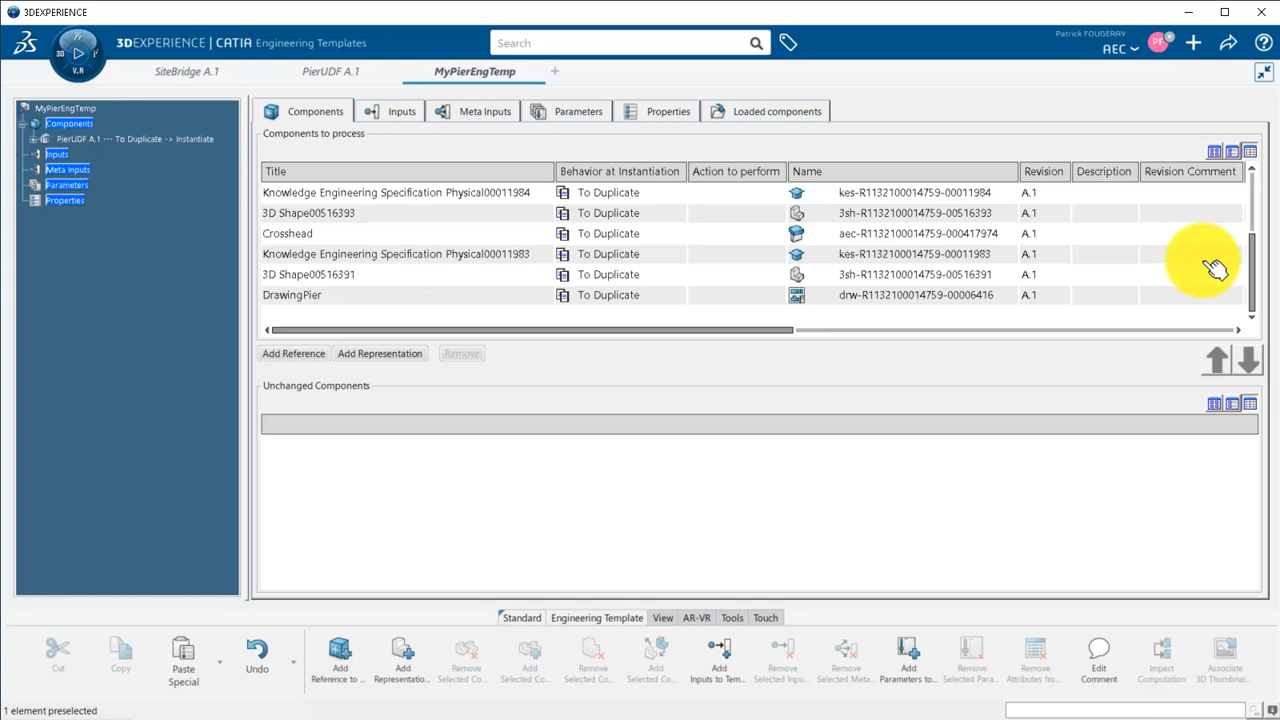 3DEXPERIENCE
3DEXPERIENCE | CATIA Engineering Templates
Search
Patrick FOUGERAY
AEC
PF
3D
V.R
SiteBridge A.1
PierUDF A.1
MyPierEngTemp
MyPierEngTemp
Components
PierUDF A.1 --- To Duplicate -> Instantiate
Inputs
Meta Inputs
Parameters
Properties
Components
Inputs
Meta Inputs
Parameters
Properties
Loaded components
Components to process
Title Behavior at Instantiation Action to perform Name Revision Description Revision Comment
Knowledge Engineering Specification Physical00011984 To Duplicate kes-R1132100014759-00011984 A.1
3D Shape00516393 To Duplicate 3sh-R1132100014759-00516393 A.1
Crosshead To Duplicate aec-R1132100014759-000417974 A.1
Knowledge Engineering Specification Physical00011983 To Duplicate kes-R1132100014759-00011983 A.1
3D Shape00516391 To Duplicate 3sh-R1132100014759-00516391 A.1
DrawingPier To Duplicate drw-R1132100014759-00006416 A.1
Add Reference Add Representation Remove
Unchanged Components
Standard Engineering Template View AR-VR Tools Touch
Cut
Copy
Paste
Special
Undo
Add
Reference to ...
Add
Representatio...
Remove
Selected Co...
Add
Selected Co...
Remove
Selected Co...
Add
Selected Co...
Add
Inputs to Tem...
Remove
Selected Inpu...
Remove
Selected Meta...
Add
Parameters to...
Remove
Selected Para...
Remove
Attributes fro...
Edit
Comment
Impact
Computation
Associate
3D Thumbnai...
1 element preselected